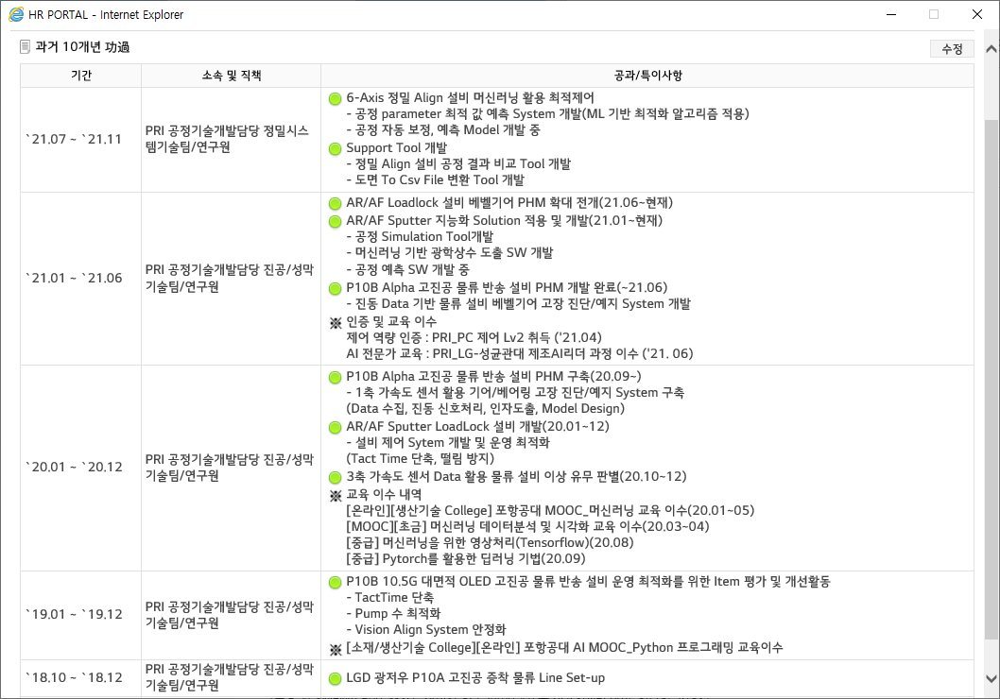 HR PORTAL - Internet Explorer
과거 10개년 功過
수정
기간 소속 및 직책 공과/특이사항
`21.07 ~ `21.11
PRI 공정기술개발담당 정밀시스
템기술팀/연구원
6-Axis 정밀 Align 설비 머신러닝 활용 최적제어
- 공정 parameter 최적 값 예측 System 개발(ML 기반 최적화 알고리즘 적용)
- 공정 자동 보정, 예측 Model 개발 중
Support Tool 개발
- 정밀 Align 설비 공정 결과 비교 Tool 개발
- 도면 To Csv File 변환 Tool 개발
`21.01 ~ `21.06
PRI 공정기술개발담당 진공/성막
기술팀/연구원
AR/AF Loadlock 설비 베벨기어 PHM 확대 전개(21.06~현재)
AR/AF Sputter 지능화 Solution 적용 및 개발(21.01~현재)
- 공정 Simulation Tool개발
- 머신러닝 기반 광학상수 도출 SW 개발
- 공정 예측 SW 개발 중
P10B Alpha 고진공 물류 반송 설비 PHM 개발 완료(~21.06)
- 진동 Data 기반 물류 설비 베벨기어 고장 진단/예지 System 개발
※ 인증 및 교육 이수
제어 역량 인증 : PRI_PC 제어 Lv2 취득 ('21.04)
AI 전문가 교육 : PRI_LG-성균관대 제조AI리더 과정 이수 ('21. 06)
`20.01 ~ `20.12
PRI 공정기술개발담당 진공/성막
기술팀/연구원
P10B Alpha 고진공 물류 반송 설비 PHM 구축(20.09~)
- 1축 가속도 센서 활용 기어/베어링 고장 진단/예지 System 구축
(Data 수집, 진동 신호처리, 인자도출, Model Design)
AR/AF Sputter LoadLock 설비 개발(20.01~12)
- 설비 제어 Sytem 개발 및 운영 최적화
(Tact Time 단축, 떨림 방지)
3축 가속도 센서 Data 활용 물류 설비 이상 유무 판별(20.10~12)
※ 교육 이수 내역
[온라인][생산기술 College] 포항공대 MOOC_머신러닝 교육 이수(20.01~05)
[MOOC][초금] 머신러닝 데이터분석 및 시각화 교육 이수(20.03~04)
[중급] 머신러닝을 위한 영상처리(Tensorflow)(20.08)
[중급] Pytorch를 활용한 딥러닝 기법(20.09)
`19.01 ~ `19.12
PRI 공정기술개발담당 진공/성막
기술팀/연구원
P10B 10.5G 대면적 OLED 고진공 물류 반송 설비 운영 최적화를 위한 Item 평가 및 개선활동
- TactTime 단축
- Pump 수 최적화
- Vision Align System 안정화
※ [소재/생산기술 College][온라인] 포항공대 AI MOOC_Python 프로그래밍 교육이수
`18.10 ~ `18.12
PRI 공정기술개발담당 진공/성막
기술팀/연구원
LGD 광저우 P10A 고진공 증착 물류 Line Set-up